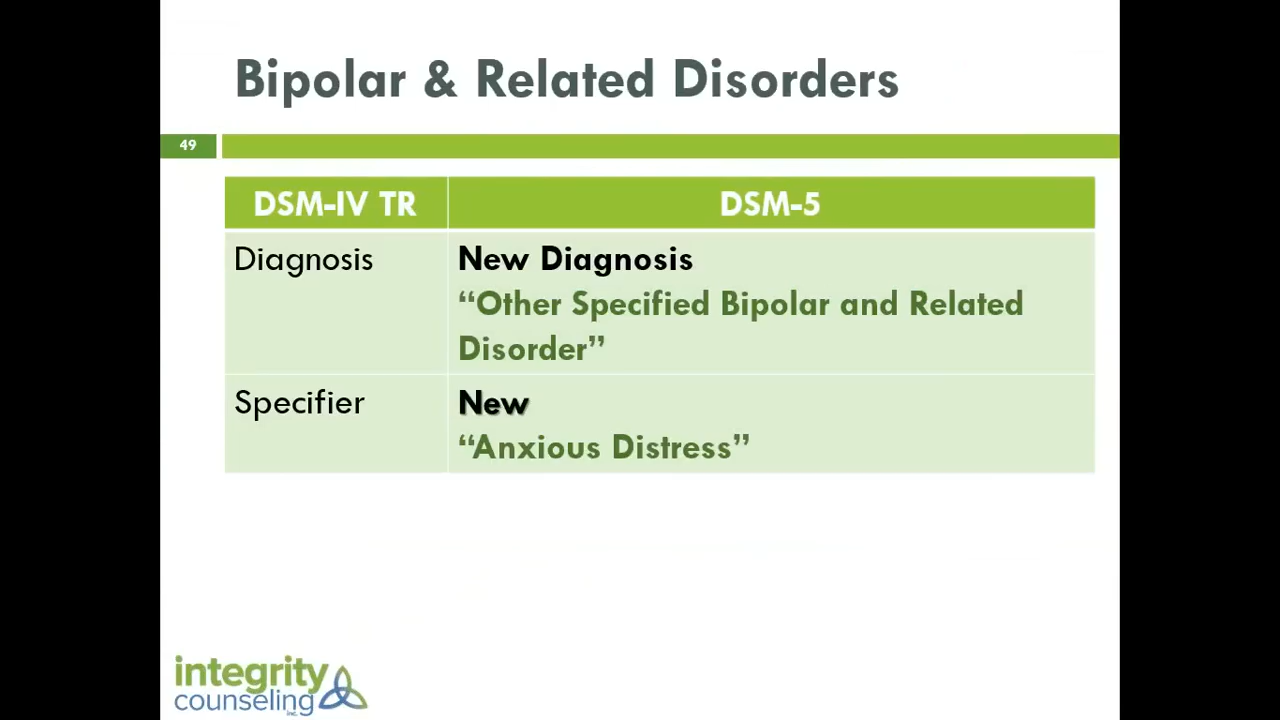 Bipolar & Related Disorders
49
DSM-IV TR
DSM-5
Diagnosis
New Diagnosis
“Other Specified Bipolar and Related
Disorder”
Specifier
New
“Anxious Distress”
integrity
counseling
inc.